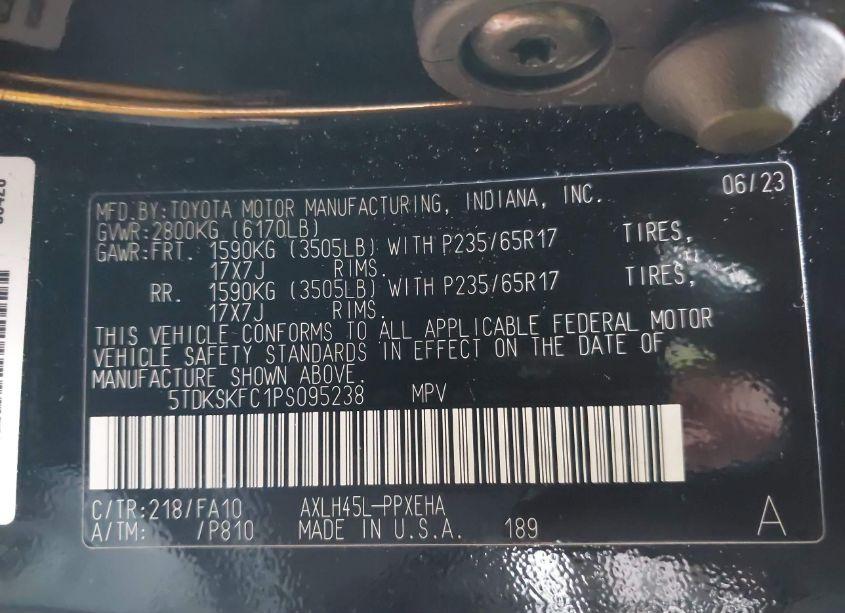 06/23
MFD.BY:TOYOTA MOTOR MANUFACTURING, INDIANA, INC.
GVWR:2800KG (6170LB)
GAWR:FRT. 1590KG (3505LB) WITH P235/65R17 TIRES,
17X7J RIMS.
RR. 1590KG (3505LB) WITH P235/65R17 TIRES,
17X7J RIMS.
THIS VEHICLE CONFORMS TO ALL APPLICABLE FEDERAL MOTOR
VEHICLE SAFETY STANDARDS IN EFFECT ON THE DATE OF
MANUFACTURE SHOWN ABOVE.
5TDKSKFC1PS095238 MPV
C/TR:218/FA10 AXLH45L-PPXEHA
A/TM: /P810 MADE IN U.S.A. 189 A